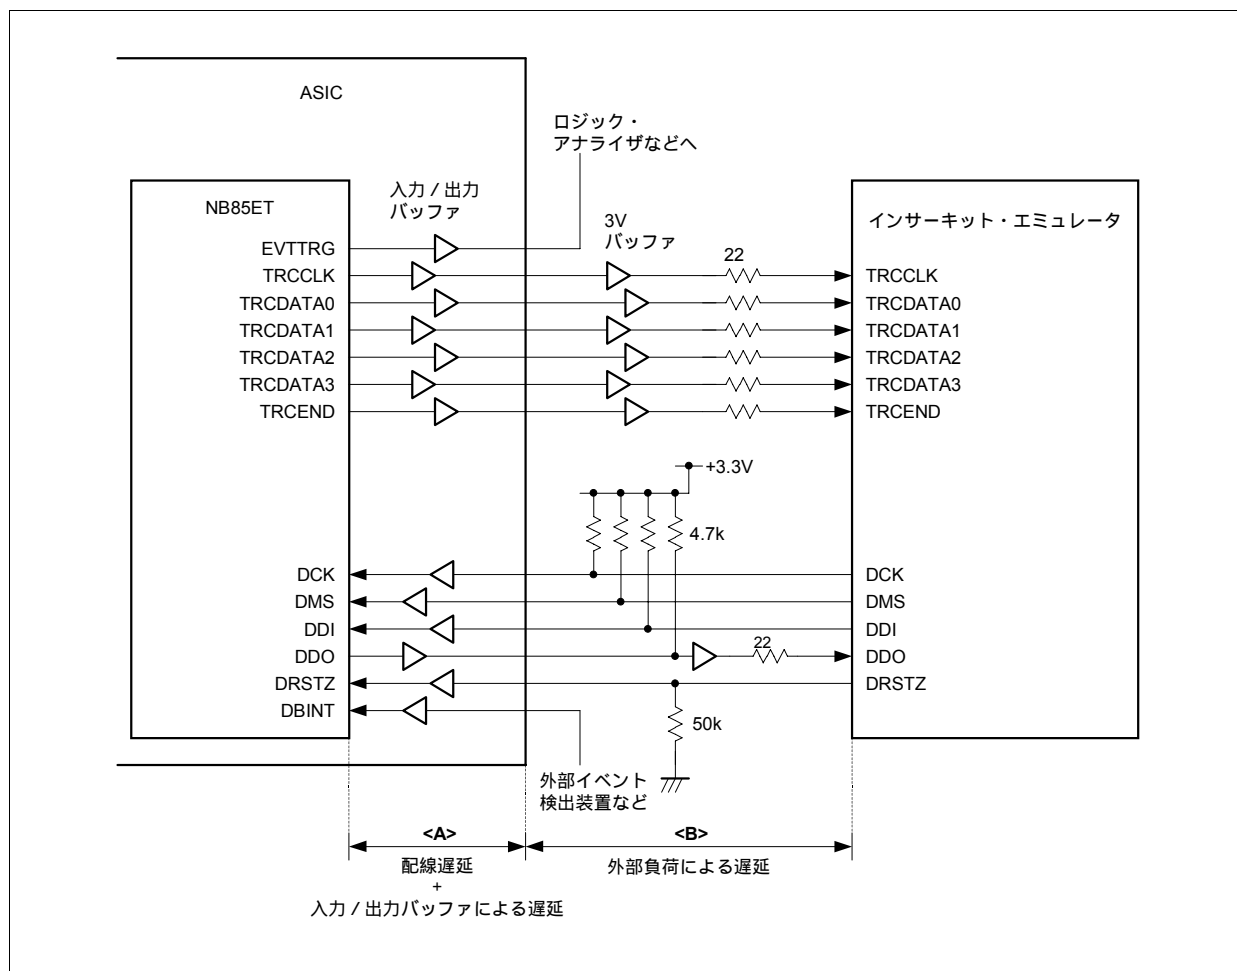 ASIC
ロジック・
アナライザなどへ
入力 / 出力
バッファ
NB85ET
3V
バッファ
インサーキット・エミュレータ
EVTTRG
22
TRCCLK
TRCCLK
TRCDATA0
TRCDATA0
TRCDATA1
TRCDATA1
TRCDATA2
TRCDATA2
TRCDATA3
TRCDATA3
TRCEND
TRCEND
+3.3V
4.7k
DCK
DCK
DMS
DMS
DDI
DDI
DDO
22
DDO
DRSTZ
DRSTZ
DBINT
50k
外部イベント
検出装置など
<A>
<B>
配線遅延
外部負荷による遅延
+
入力 / 出力バッファによる遅延